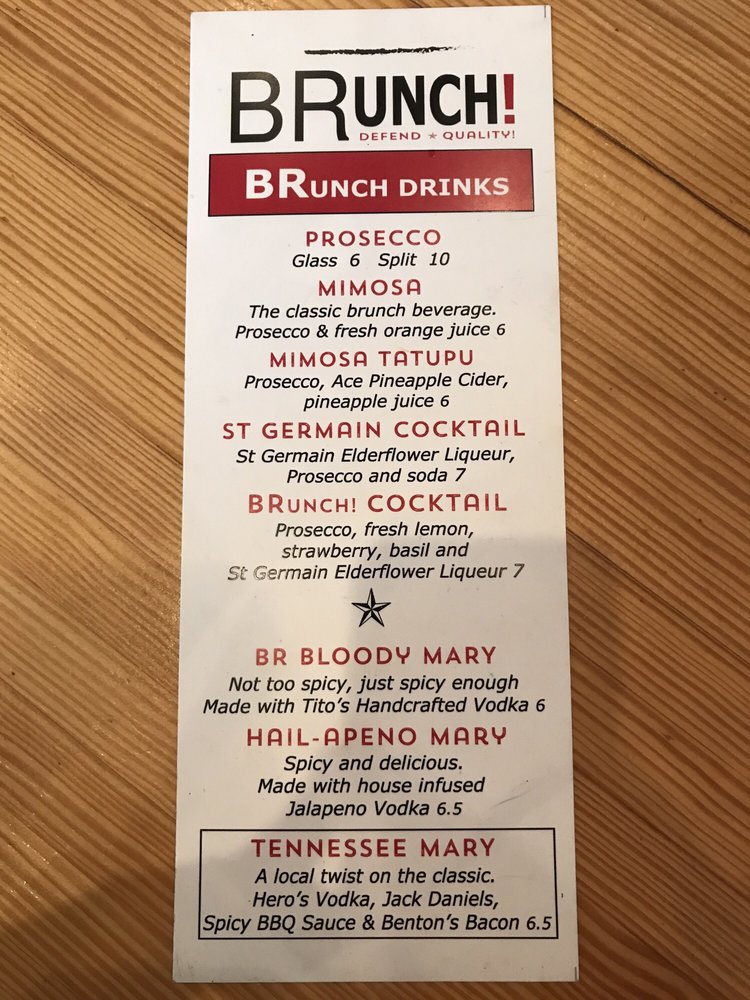 BRUNCH!
DEFEND ★ QUALITY!
BRUNCH DRINKS
PROSECCO
Glass 6 Split 10
MIMOSA
The classic brunch beverage.
Prosecco & fresh orange juice 6
MIMOSA TATUPU
Prosecco, Ace Pineapple Cider,
pineapple juice 6
ST GERMAIN COCKTAIL
St Germain Elderflower Liqueur,
Prosecco and soda 7
BRUNCH! COCKTAIL
Prosecco, fresh lemon,
strawberry, basil and
St Germain Elderflower Liqueur 7
BR BLOODY MARY
Not too spicy, just spicy enough
Made with Tito's Handcrafted Vodka 6
HAIL-APENO MARY
Spicy and delicious.
Made with house infused
Jalapeno Vodka 6.5
TENNESSEE MARY
A local twist on the classic.
Hero's Vodka, Jack Daniels,
Spicy BBQ Sauce & Benton's Bacon 6.5